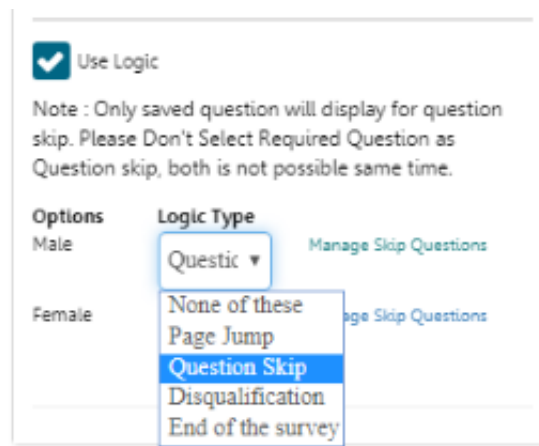 Use Logic
Note : Only saved question will display for question
skip. Please Don't Select Required Question as
Question skip, both is not possible same time.
Options Logic Type
Male Questic Manage Skip Questions
None of these
Female age Skip Questions
Page Jump
Question Skip
Disqualification
End of the survey